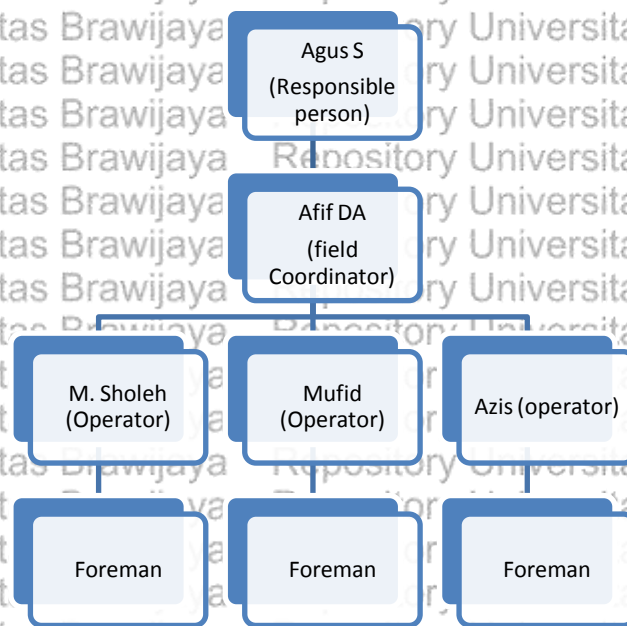 Agus S
(Responsible
person)
Afif DA
(field
Coordinator)
M. Sholeh
(Operator)
Mufid
(Operator)
Azis (operator)
Foreman
Foreman
Foreman